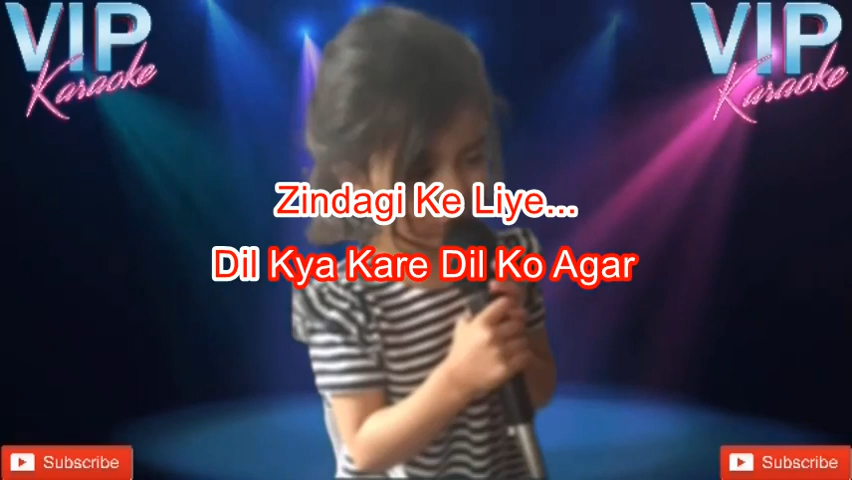 VIP Karaoke
VIP Karaoke
Zindagi Ke Liye...
Dil Kya Kare Dil Ko Agar
Subscribe
Subscribe